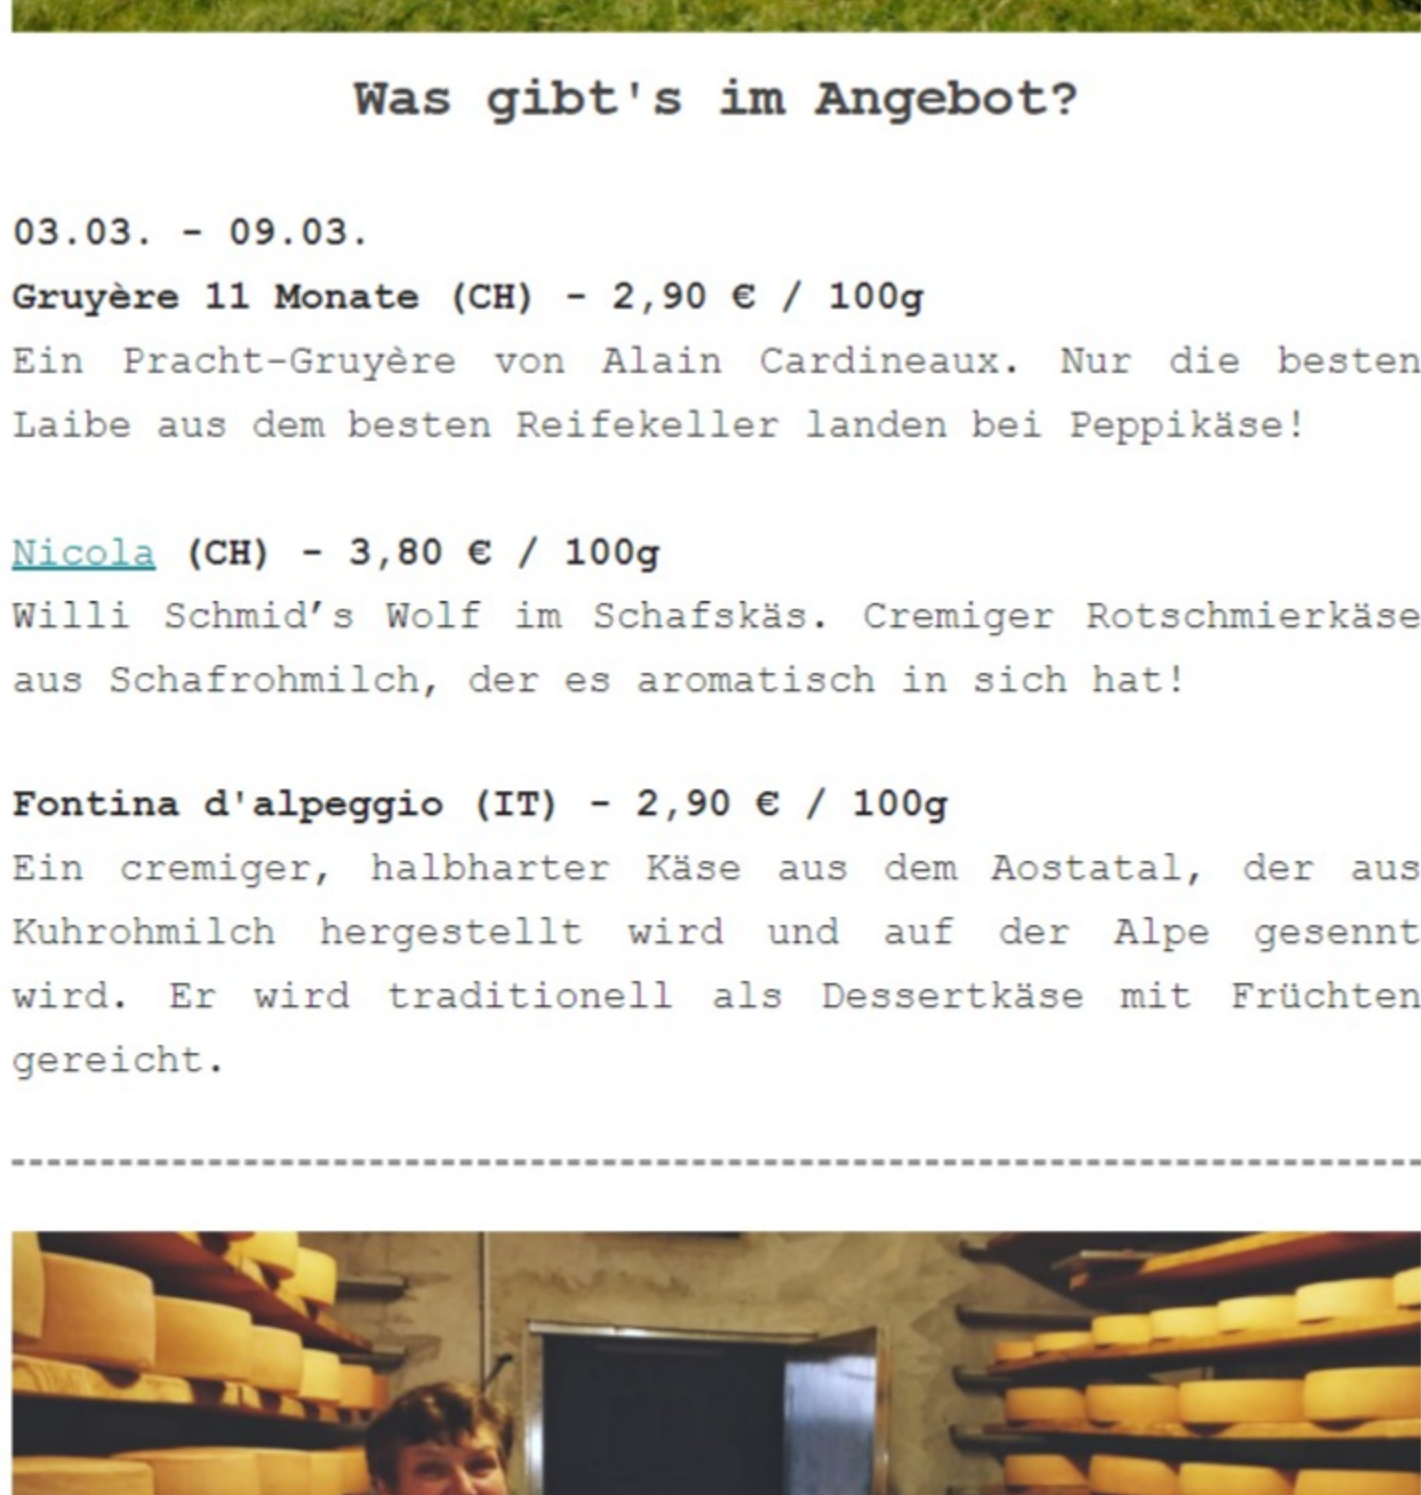 Was gibt's im Angebot?
03.03. - 09.03.
Gruyère 11 Monate (CH) - 2,90 € / 100g
Ein Pracht-Gruyère von Alain Cardineaux. Nur die besten
Laibe aus dem besten Reifekeller landen bei Peppikäse!
Nicola (CH) - 3,80 € / 100g
Willi Schmid’s Wolf im Schafskäs. Cremiger Rotschmierkäse
aus Schafrohmilch, der es aromatisch in sich hat!
Fontina d'alpeggio (IT) - 2,90 € / 100g
Ein cremiger, halbharter Käse aus dem Aostatal, der aus
Kuhrohmilch hergestellt wird und auf der Alpe gesennt
wird. Er wird traditionell als Dessertkäse mit Früchten
gereicht.